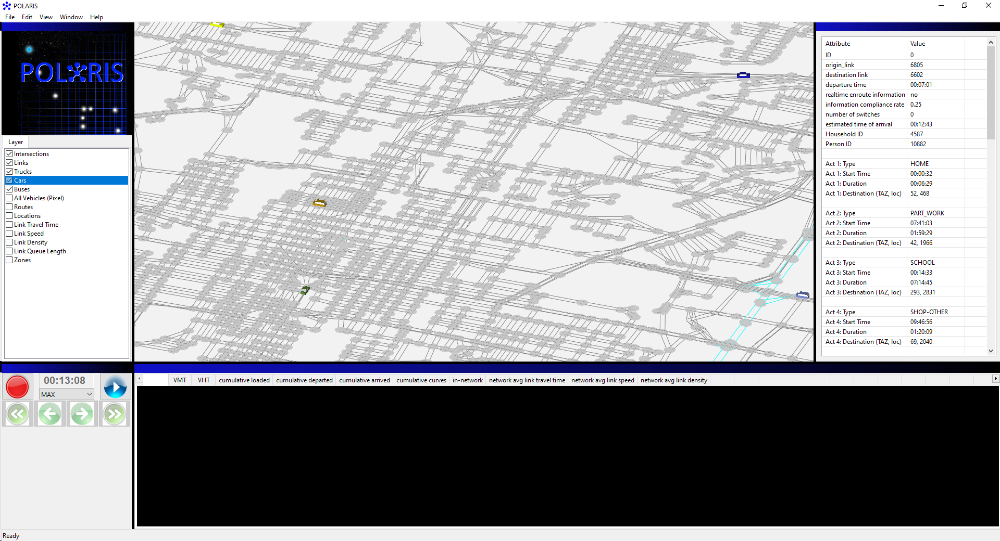 POLARIS
File Edit View Window Help
POLARIS
Layer
Intersections
Links
Trucks
Cars
Buses
All Vehicles (Pixel)
Routes
Locations
Link Travel Time
Link Speed
Link Density
Link Queue Length
Zones
Attribute Value
ID 0
origin_link 6805
destination link 6602
departure time 00:07:01
realtime enroute information no
information compliance rate 0.25
number of switches 0
estimated time of arrival 00:12:43
Household ID 4587
Person ID 10882
Act 1: Type HOME
Act 1: Start Time 00:00:32
Act 1: Duration 00:06:29
Act 1: Destination (TAZ, loc) 52, 468
Act 2: Type PART_WORK
Act 2: Start Time 07:41:03
Act 2: Duration 01:59:29
Act 2: Destination (TAZ, loc) 42, 1966
Act 3: Type SCHOOL
Act 3: Start Time 00:14:33
Act 3: Duration 07:14:45
Act 3: Destination (TAZ, loc) 293, 2831
Act 4: Type SHOP-OTHER
Act 4: Start Time 09:46:56
Act 4: Duration 01:20:09
Act 4: Destination (TAZ, loc) 69, 2040
00:13:08
MAX
VMT VHT cumulative loaded cumulative departed cumulative arrived cumulative curves in-network network avg link travel time network avg link speed network avg link density
Ready